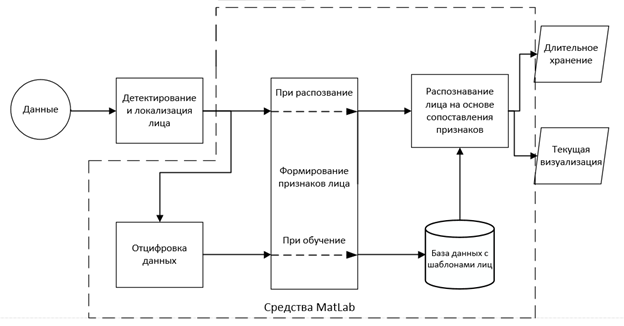 Данные
Детектирование
и локализация
лица
При распозвание
Формирование
признаков лица
При обучение
Распознавание
лица на основе
сопоставления
признаков
Длительное
хранение
Текущая
визуализация
Отцифровка
данных
База данных с
шаблонами лиц
Средства MatLab